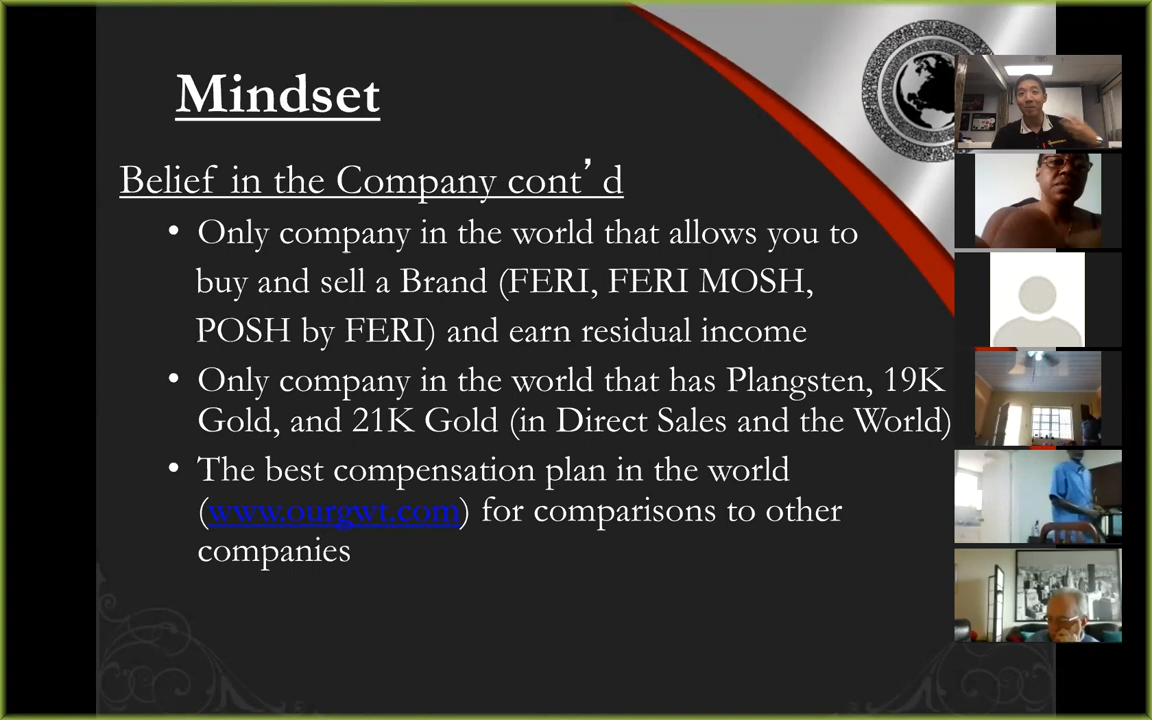 Mindset
Belief in the Company cont’d
• Only company in the world that allows you to
buy and sell a Brand (FERI, FERI MOSH,
POSH by FERI) and earn residual income
• Only company in the world that has Plangsten, 19K
Gold, and 21K Gold (in Direct Sales and the World)
• The best compensation plan in the world
(www.ourgwt.com) for comparisons to other
companies